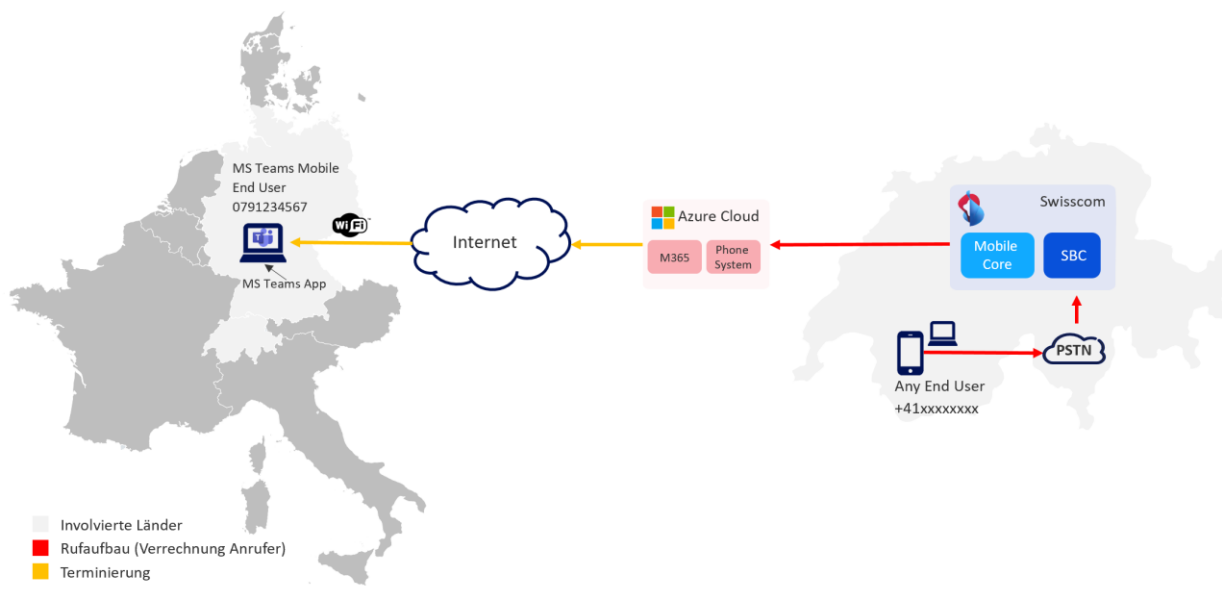 MS Teams Mobile
End User
0791234567
WiFi
MS Teams App
Internet
Azure Cloud
M365
Phone
System
Swisscom
Mobile
Core
SBC
PSTN
Any End User
+41xxxxxxxx
Involvierte Länder
Rufaufbau (Verrechnung Anrufer)
Terminierung